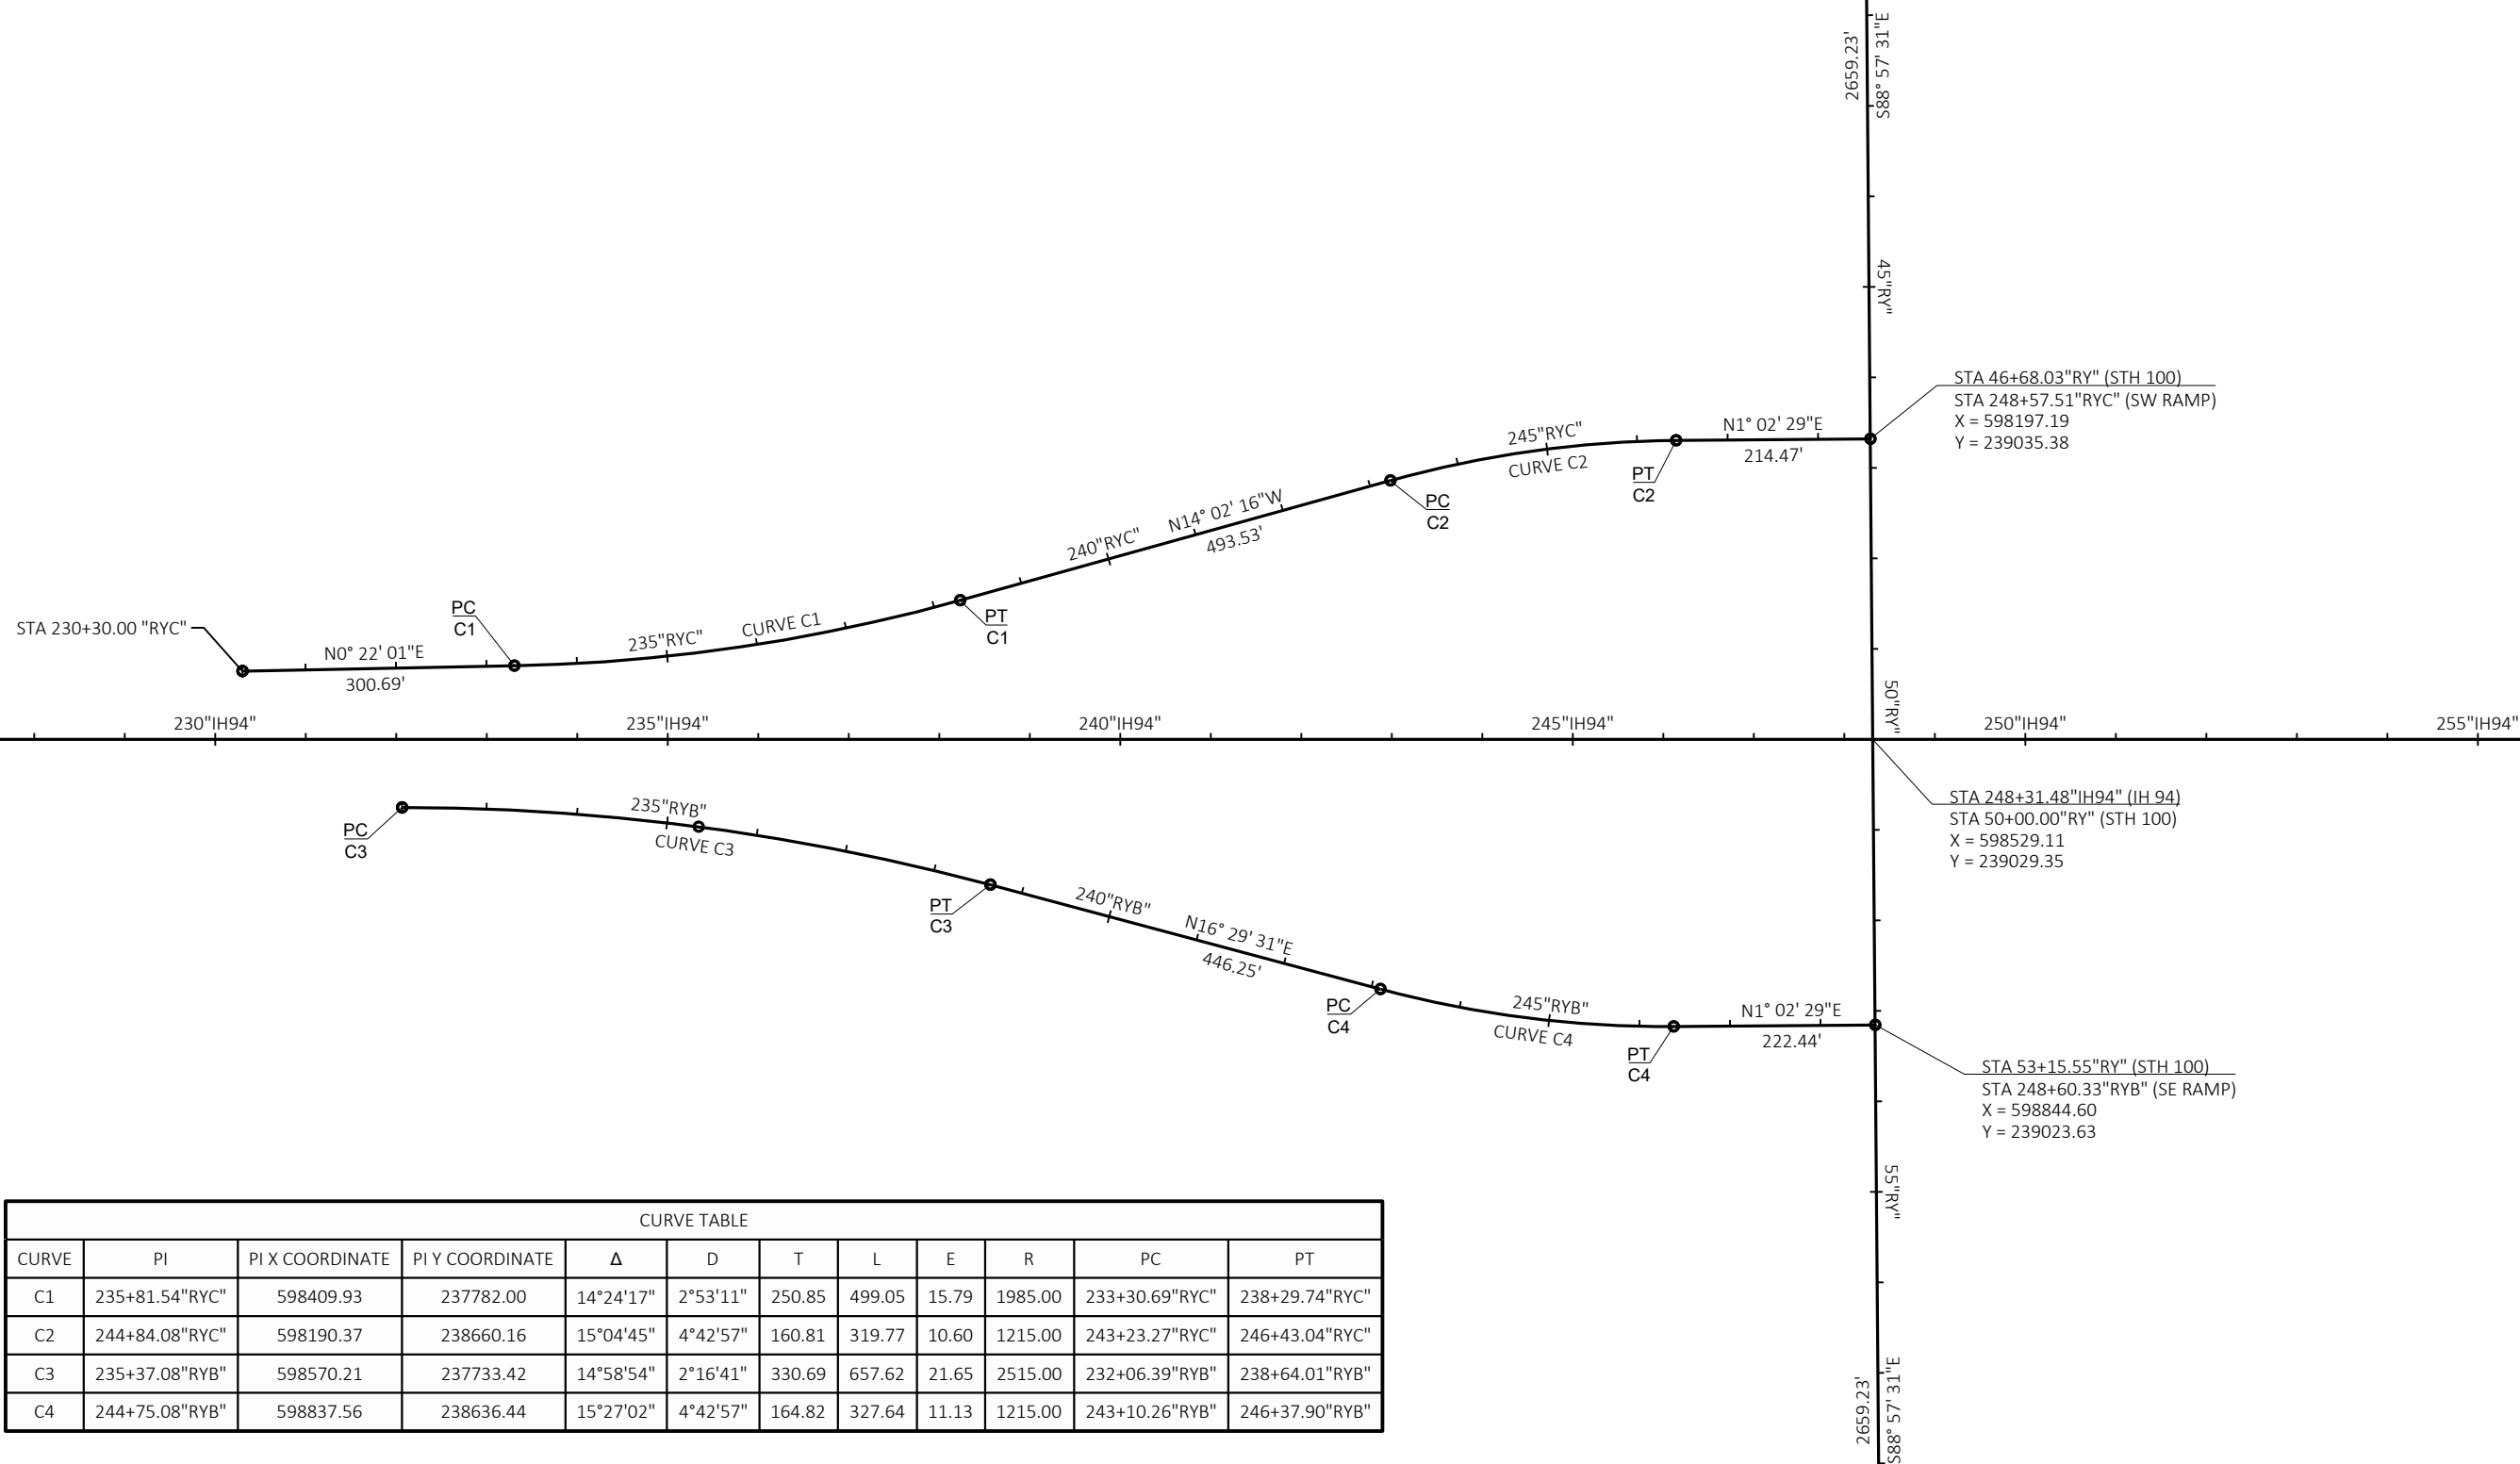 2659.23'
S88° 57' 31"E
45"RY"
STA 46+68.03"RY" (STH 100)
STA 248+57.51"RYC" (SW RAMP)
X = 598197.19
Y = 239035.38
N1° 02' 29"E
214.47'
245"RYC"
CURVE C2
PT
C2
PC
C2
N14° 02' 16"W
493.53'
240"RYC"
PT
C1
CURVE C1
235"RYC"
PC
C1
STA 230+30.00 "RYC"
N0° 22' 01"E
300.69'
50"RY"
230"IH94"
235"IH94"
240"IH94"
245"IH94"
250"IH94"
255"IH94"
STA 248+31.48"IH94" (IH 94)
STA 50+00.00"RY" (STH 100)
X = 598529.11
Y = 239029.35
PC
C3
235"RYB"
CURVE C3
PT
C3
240"RYB"
N16° 29' 31"E
446.25'
PC
C4
245"RYB"
CURVE C4
PT
C4
N1° 02' 29"E
222.44'
STA 53+15.55"RY" (STH 100)
STA 248+60.33"RYB" (SE RAMP)
X = 598844.60
Y = 239023.63
55"RY"
2659.23'
S88° 57' 31"E
CURVE TABLE
CURVE PI PI X COORDINATE PI Y COORDINATE Δ D T L E R PC PT
C1 235+81.54"RYC" 598409.93 237782.00 14°24'17" 2°53'11" 250.85 499.05 15.79 1985.00 233+30.69"RYC" 238+29.74"RYC"
C2 244+84.08"RYC" 598190.37 238660.16 15°04'45" 4°42'57" 160.81 319.77 10.60 1215.00 243+23.27"RYC" 246+43.04"RYC"
C3 235+37.08"RYB" 598570.21 237733.42 14°58'54" 2°16'41" 330.69 657.62 21.65 2515.00 232+06.39"RYB" 238+64.01"RYB"
C4 244+75.08"RYB" 598837.56 238636.44 15°27'02" 4°42'57" 164.82 327.64 11.13 1215.00 243+10.26"RYB" 246+37.90"RYB"